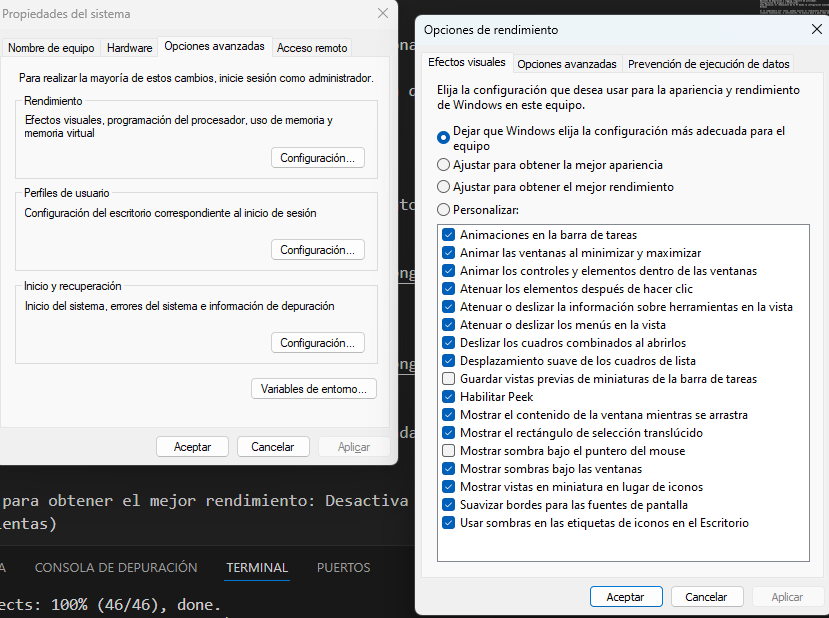 Propiedades del sistema
Nombre de equipo
Hardware
Opciones avanzadas
Acceso remoto
Para realizar la mayoría de estos cambios, inicie sesión como administrador.
Rendimiento
Efectos visuales, programación del procesador, uso de memoria y
memoria virtual
Configuración...
Perfiles de usuario
Configuración del escritorio correspondiente al inicio de sesión
Configuración...
Inicio y recuperación
Inicio del sistema, errores del sistema e información de depuración
Configuración...
Variables de entorno...
Aceptar
Cancelar
Aplicar
Opciones de rendimiento
Efectos visuales
Opciones avanzadas
Prevención de ejecución de datos
Elija la configuración que desea usar para la apariencia y rendimiento
de Windows en este equipo.
Dejar que Windows elija la configuración más adecuada para el
equipo
Ajustar para obtener la mejor apariencia
Ajustar para obtener el mejor rendimiento
Personalizar:
Animaciones en la barra de tareas
Animar las ventanas al minimizar y maximizar
Animar los controles y elementos dentro de las ventanas
Atenuar los elementos después de hacer clic
Atenuar o deslizar la información sobre herramientas en la vista
Atenuar o deslizar los menús en la vista
Deslizar los cuadros combinados al abrirlos
Desplazamiento suave de los cuadros de lista
Guardar vistas previas de miniaturas de la barra de tareas
Habilitar Peek
Mostrar el contenido de la ventana mientras se arrastra
Mostrar el rectángulo de selección translúcido
Mostrar sombra bajo el puntero del mouse
Mostrar sombras bajo las ventanas
Mostrar vistas en miniatura en lugar de iconos
Suavizar bordes para las fuentes de pantalla
Usar sombras en las etiquetas de iconos en el Escritorio
Aceptar
Cancelar
Aplicar
para obtener el mejor rendimiento: Desactiva
ientas)
A
CONSOLA DE DEPURACIÓN
TERMINAL
PUERTOS
ects: 100% (46/46), done.